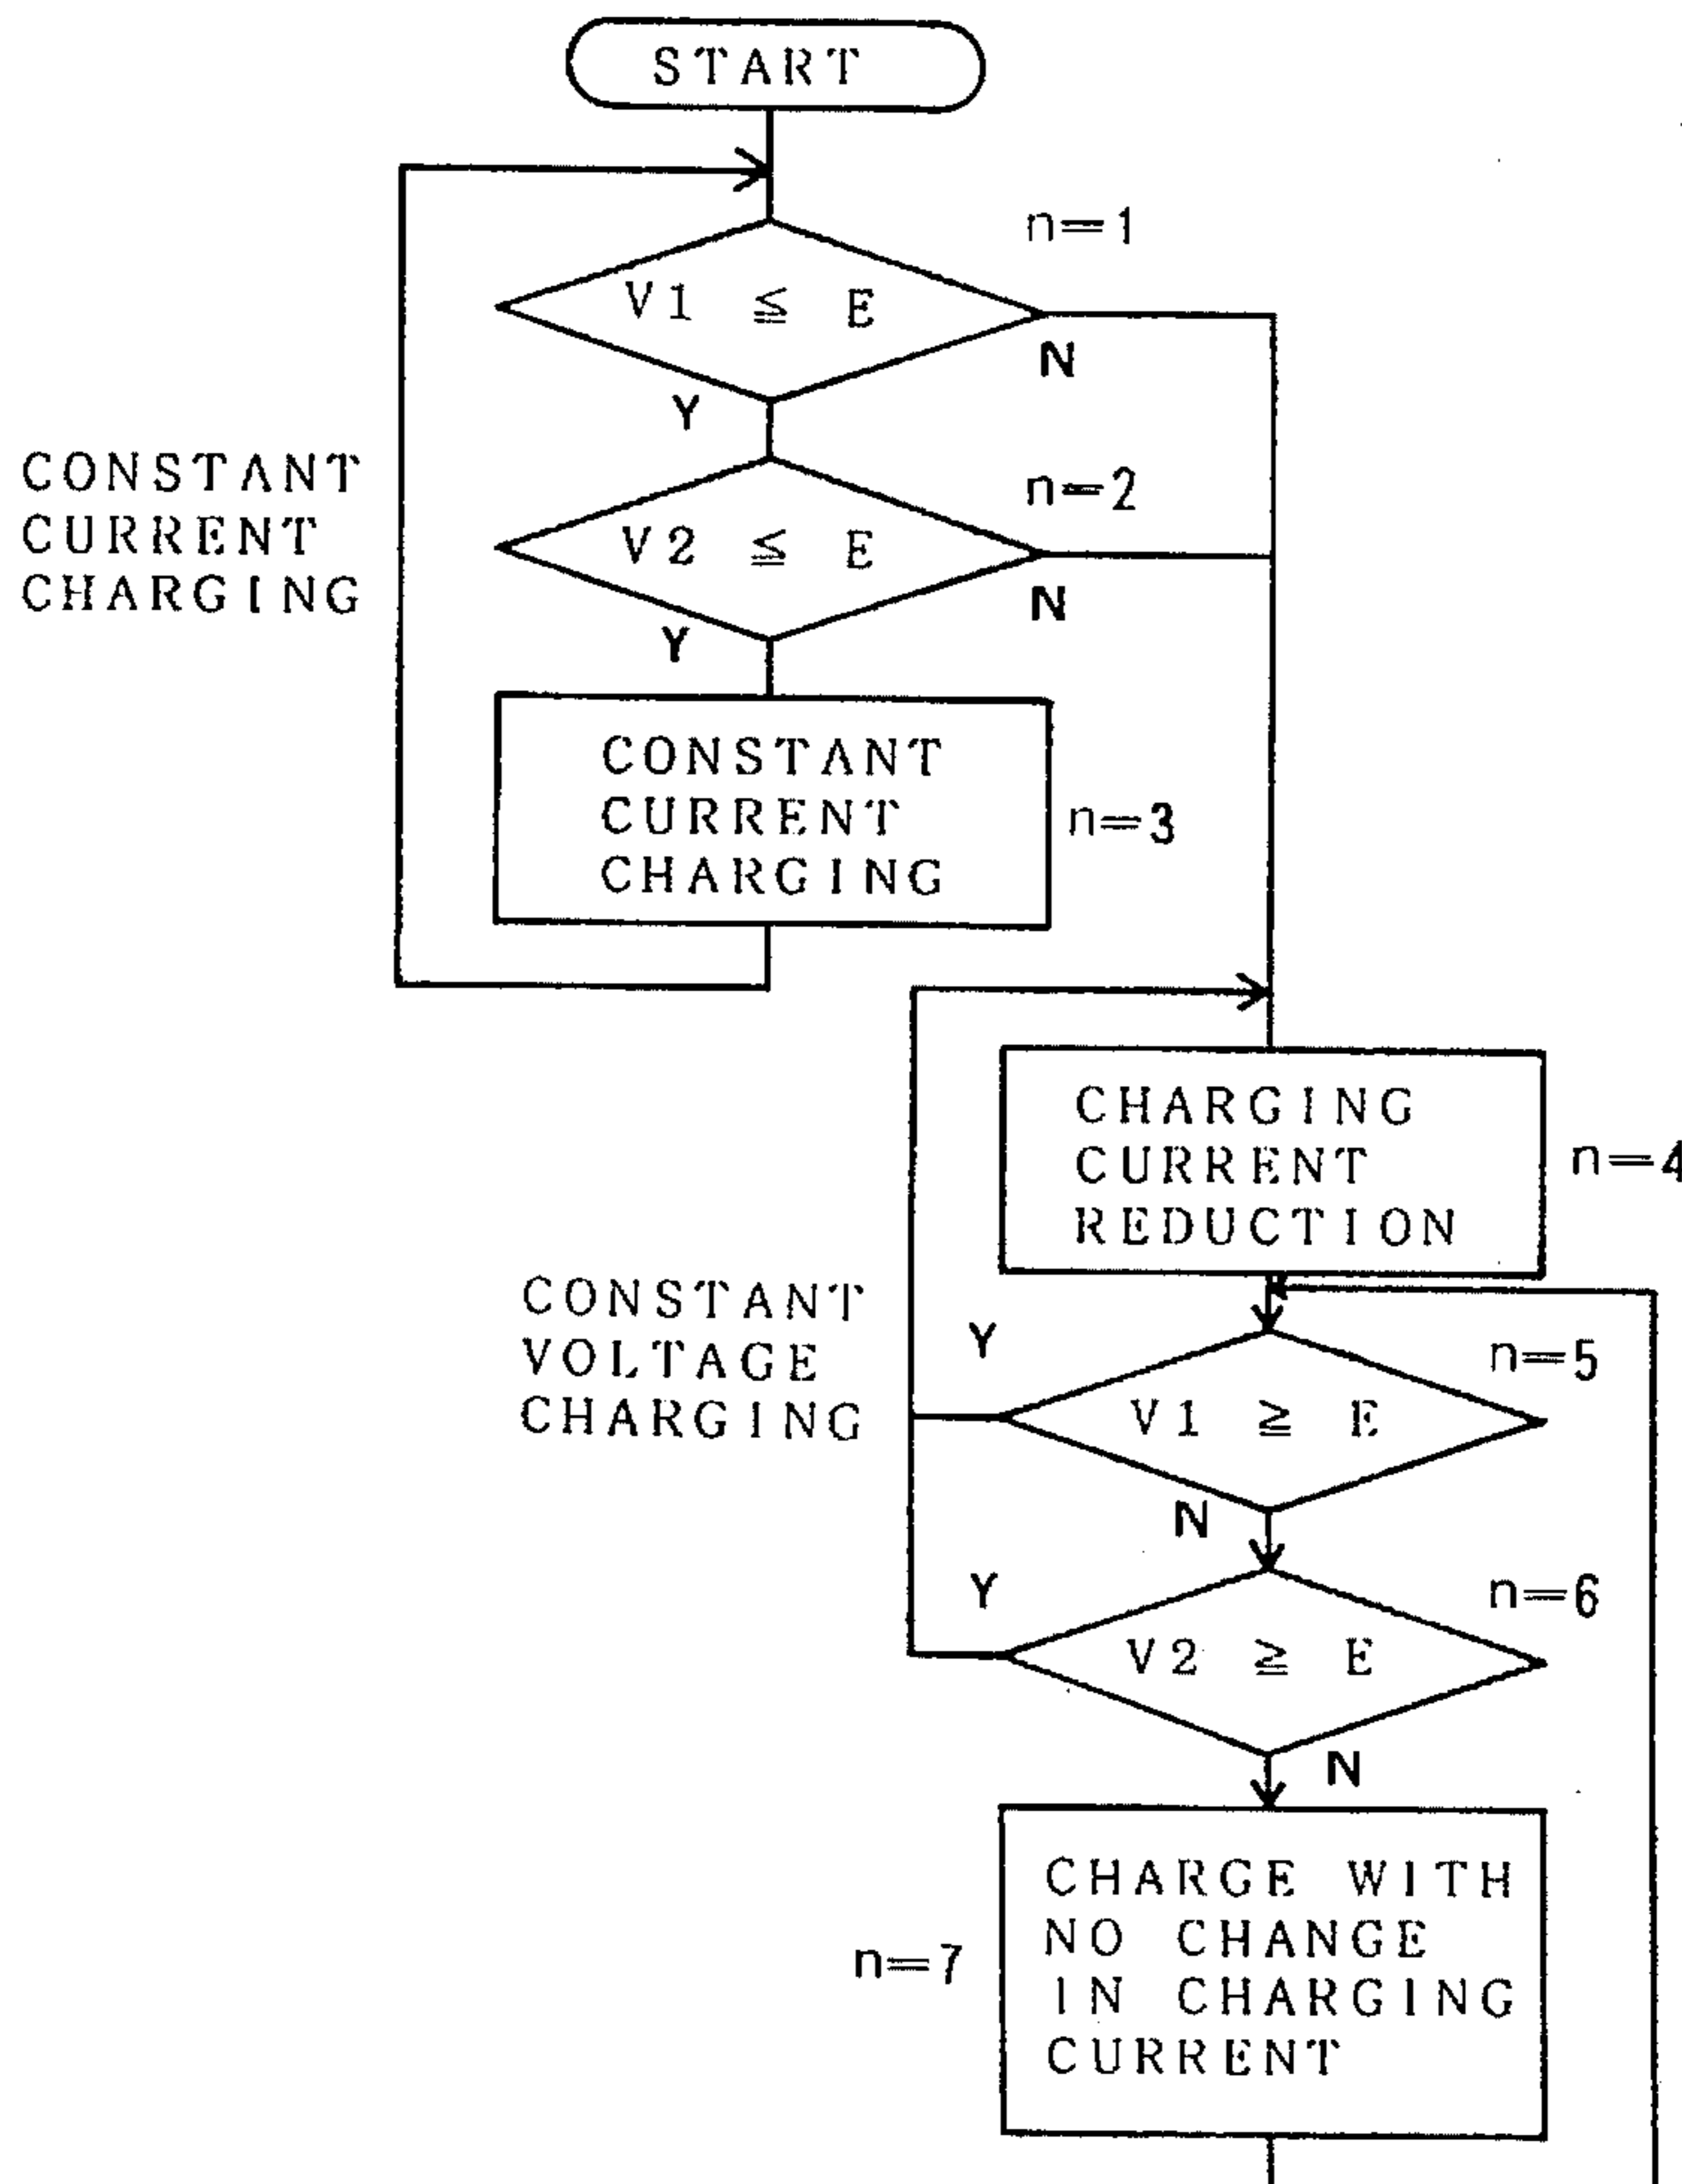 START
n=1
V1 ≦ E
N
Y
CONSTANT
CURRENT
CHARGING
n=2
V2 ≦ E
N
Y
CONSTANT
CURRENT
CHARGING
n=3
CHARGING
CURRENT
REDUCTION
n=4
CONSTANT
VOLTAGE
CHARGING
Y
n=5
V1 ≧ E
N
Y
n=6
V2 ≧ E
N
CHARGE WITH
NO CHANGE
IN CHARGING
CURRENT
n=7